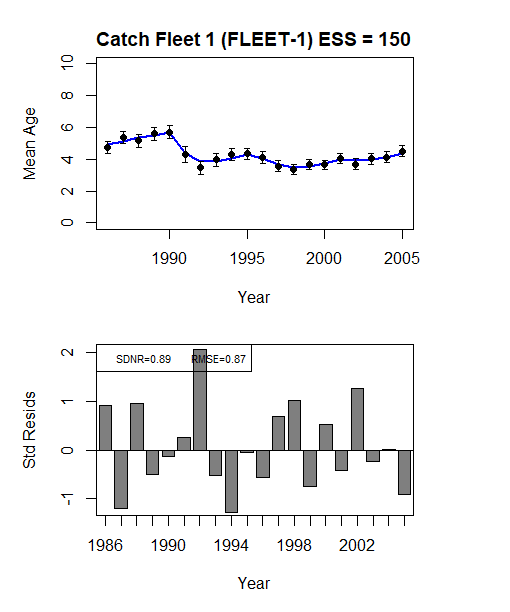 Catch Fleet 1 (FLEET-1) ESS = 150
Mean Age
10
8
6
4
2
0
1990 1995 2000 2005
Year
Std Resids
2
1
0
-1
SDNR=0.89 RMSE=0.87
1986 1990 1994 1998 2002
Year